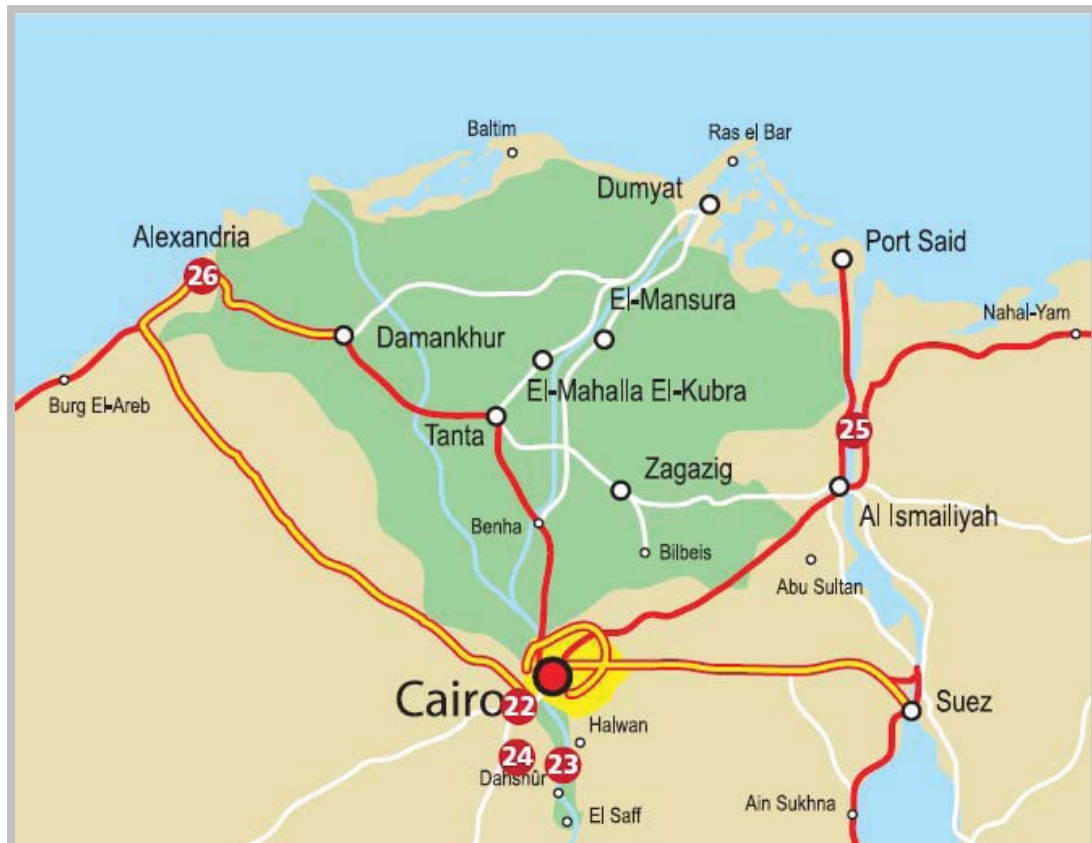 Baltim
Ras el Bar
Dumyat
Alexandria
Port Said
26
El-Mansura
Nahal-Yam
Damankhur
El-Mahalla El-Kubra
Burg El-Areb
Tanta
25
Zagazig
Al Ismailiyah
Benha
Bilbeis
Abu Sultan
Cairo
22
Suez
Halwan
24
23
Dahshûr
Ain Sukhna
El Saff